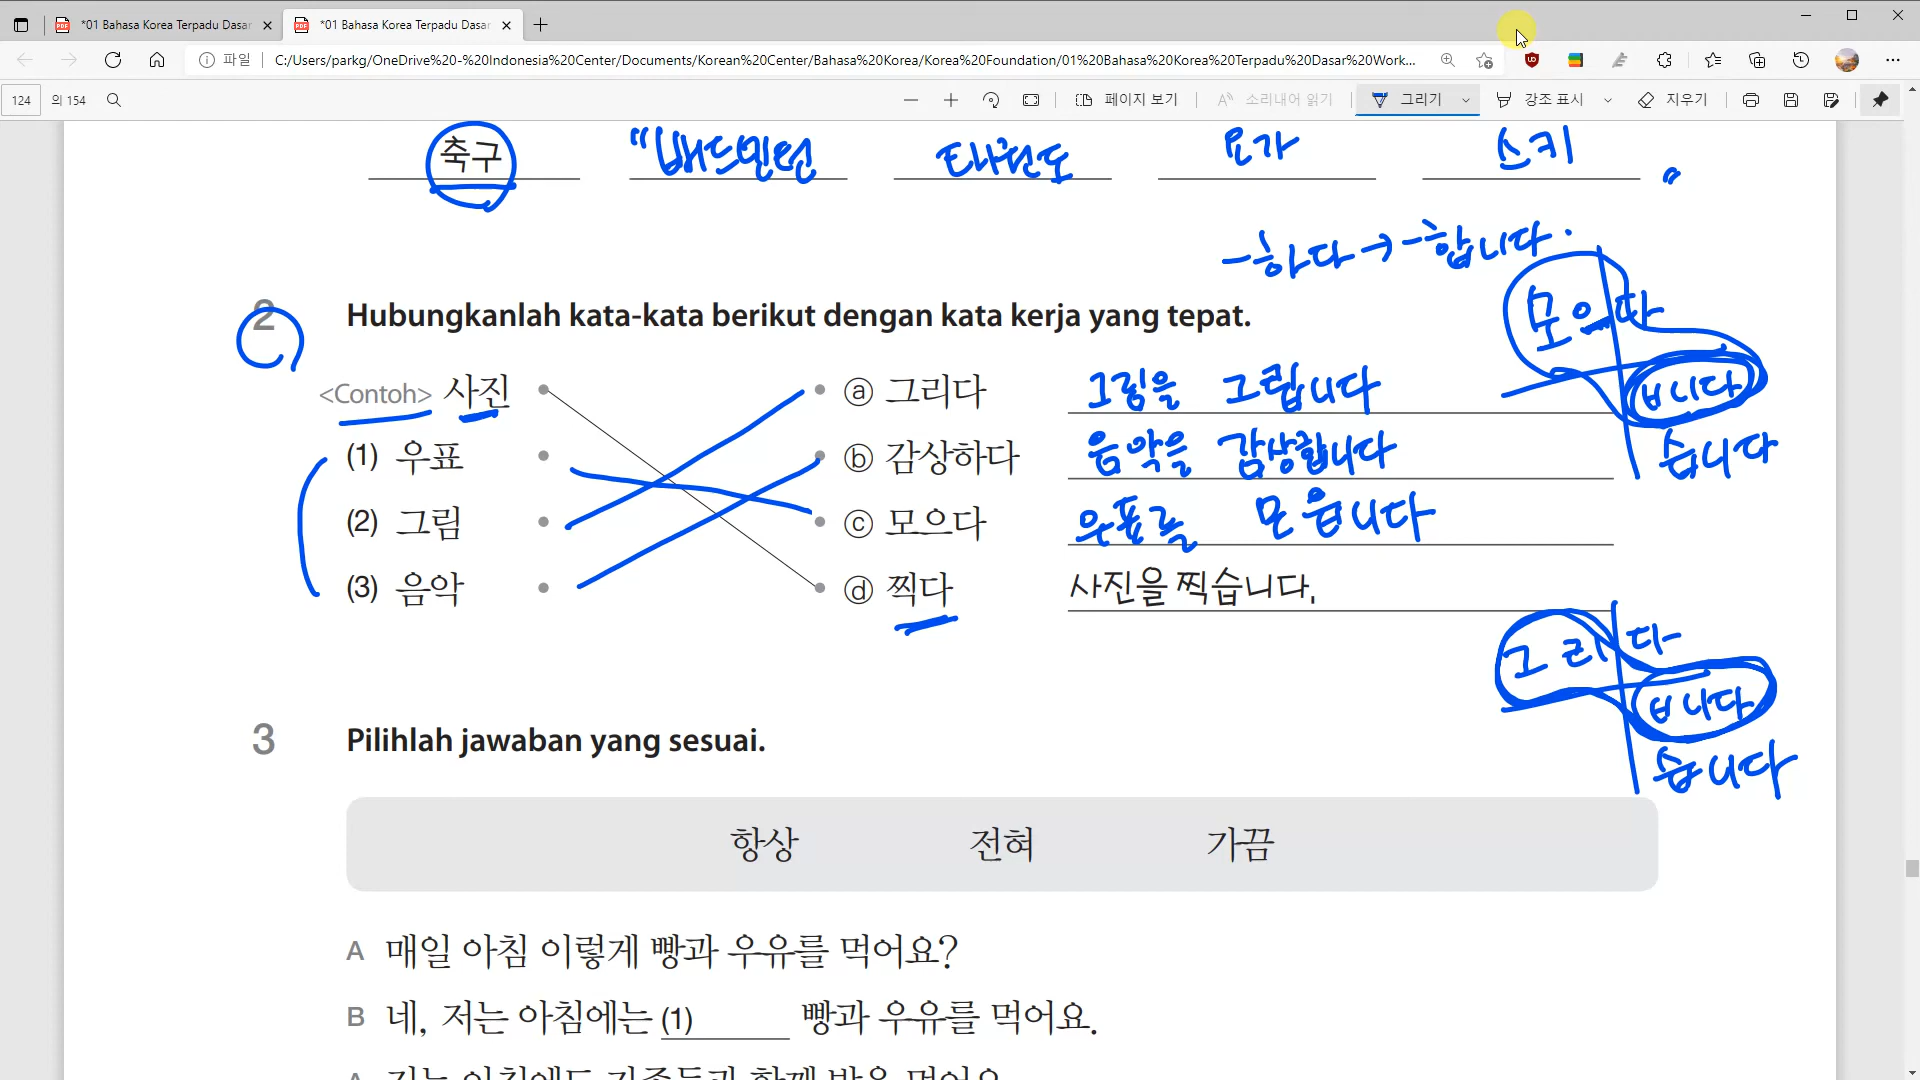 *01 Bahasa Korea Terpadu Dasar *01 Bahasa Korea Terpadu Dasar
파일 C:/Users/parkg/OneDrive%20-%20Indonesia%20Center/Documents/Korean%20Center/Bahasa%20Korea/Korea%20Foundation/01%20Bahasa%20Korea%20Terpadu%20Dasar%20Work...
124 의 154 페이지 보기 소리내어 읽기 그리기 강조 표시 지우기
축구 "배드민턴 태권도 요가 스키"
-하다→-합니다.
2 Hubungkanlah kata-kata berikut dengan kata kerja yang tepat.
모으다
ㅂ니다
습니다
<Contoh> 사진 ⓐ 그리다 그림을 그립니다
(1) 우표 ⓑ 감상하다 음악을 감상합니다
(2) 그림 ⓒ 모으다 우표를 모읍니다
(3) 음악 ⓓ 찍다 사진을 찍습니다.
그리다
ㅂ니다
습니다
3 Pilihlah jawaban yang sesuai.
항상 전혀 가끔
A 매일 아침 이렇게 빵과 우유를 먹어요?
B 네, 저는 아침에는 (1) 빵과 우유를 먹어요.